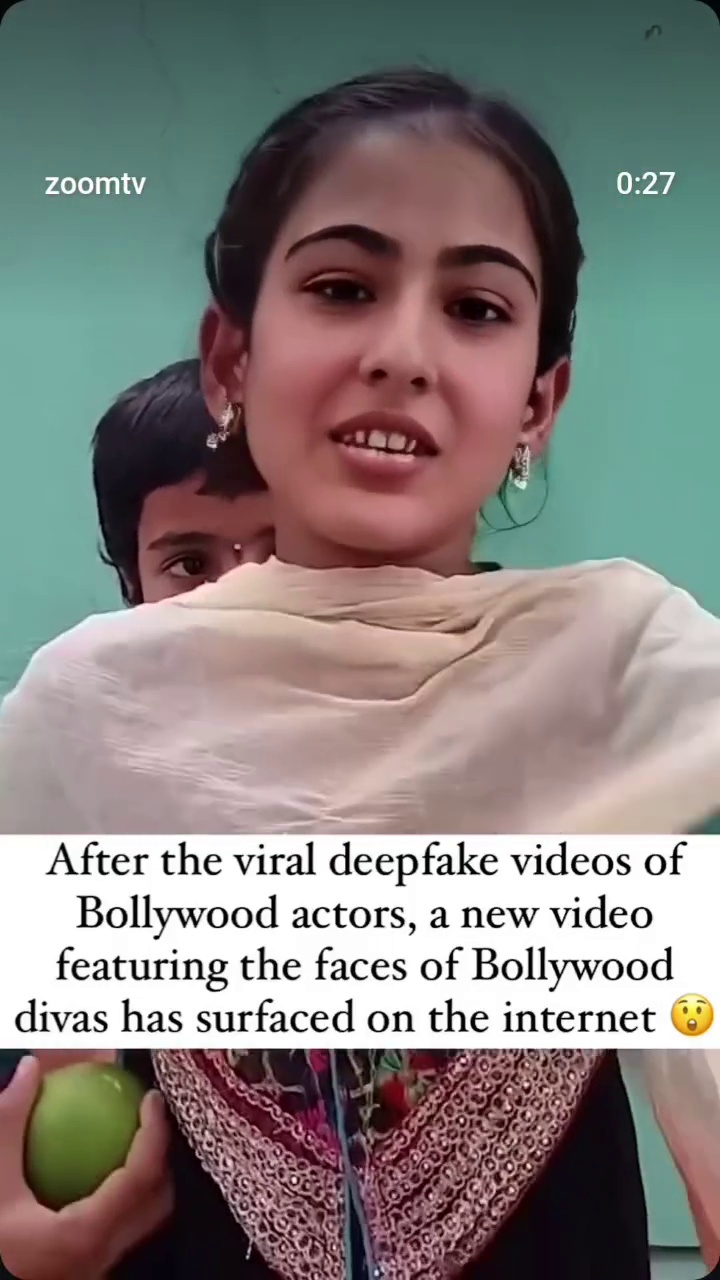 zoomtv
0:27
After the viral deepfake videos of
Bollywood actors, a new video
featuring the faces of Bollywood
divas has surfaced on the internet 😲